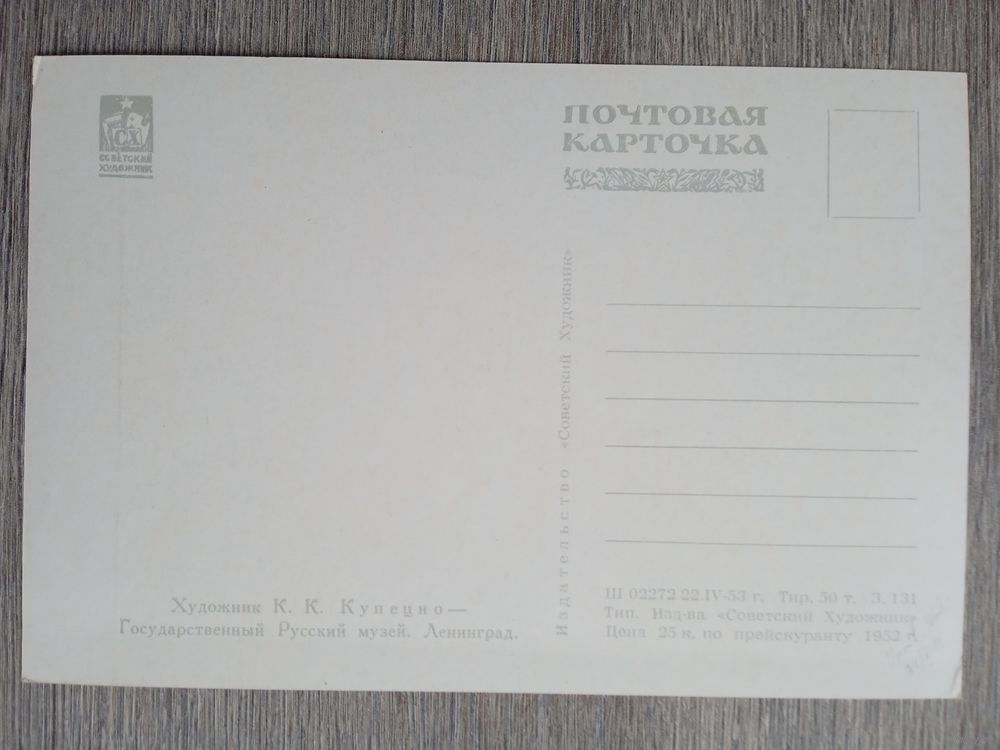 СХ
СОВЕТСКИЙ
ХУДОЖНИК
ПОЧТОВАЯ
КАРТОЧКА
Издательство «Советский Художник»
Художник К. К. Купецио—
Государственный Русский музей. Ленинград.
Ш 02272 22.IV-53 г. Тир. 50 т. З. 131
Тип. Изд-ва «Советский Художник»
Цена 25 к. по прейскуранту 1952 г.